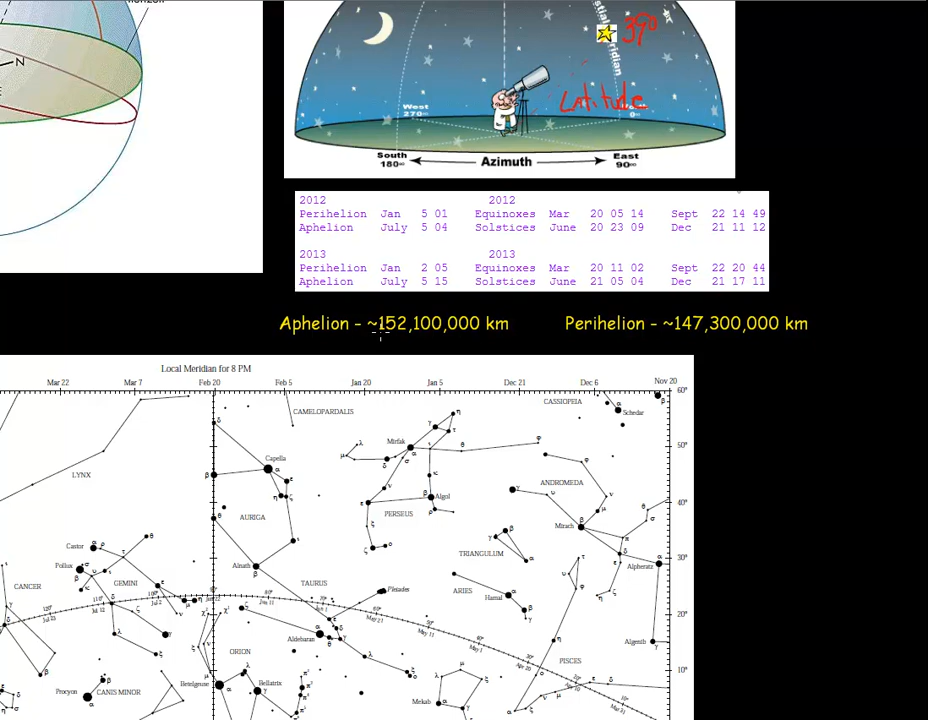 horizon
N
stial
ridian
39°
Latitude
West
270°
0°
South
180°
Azimuth
East
90°
2012 2012
Perihelion Jan 5 01 Equinoxes Mar 20 05 14 Sept 22 14 49
Aphelion July 5 04 Solstices June 20 23 09 Dec 21 11 12
2013 2013
Perihelion Jan 2 05 Equinoxes Mar 20 11 02 Sept 22 20 44
Aphelion July 5 15 Solstices June 21 05 04 Dec 21 17 11
Aphelion - ~152,100,000 km Perihelion - ~147,300,000 km
Local Meridian for 8 PM
Mar 22 Mar 7 Feb 20 Feb 5 Jan 20 Jan 5 Dec 21 Dec 6 Nov 20
60°
CASSIOPEIA
Schedar
CAMELOPARDALIS
Mirfak
50°
Capella
LYNX
ANDROMEDA
Algol
40°
PERSEUS
AURIGA
Mirach
Castor
TRIANGULUM
30°
Pollux
Alnath
Alpheratz
GEMINI
TAURUS
CANCER
Pleiades
ARIES
Hamal
20°
Aldebaran
Algenib
ORION
PISCES
10°
Betelgeuse
Bellatrix
Procyon
CANIS MINOR
Mekab